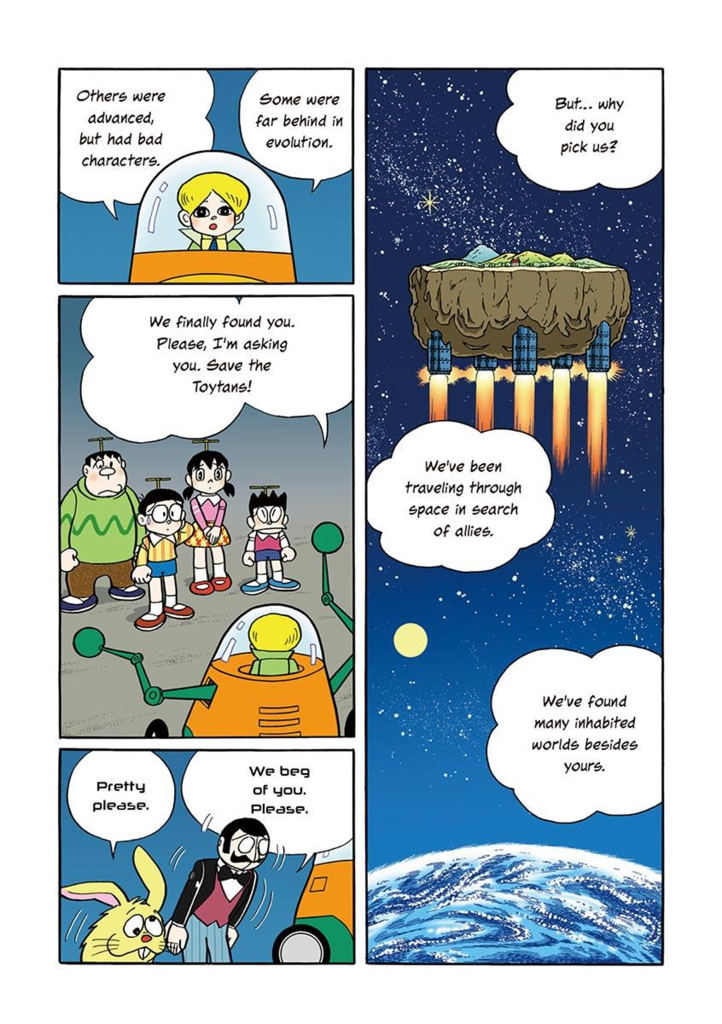 But... why
did you
pick us?
We've been
traveling through
space in search
of allies.
We've found
many inhabited
worlds besides
yours.
Some were
far behind in
evolution.
Others were
advanced,
but had bad
characters.
We finally found you.
Please, I'm asking
you. Save the
Toytans!
We beg
of you.
Please.
Pretty
please.